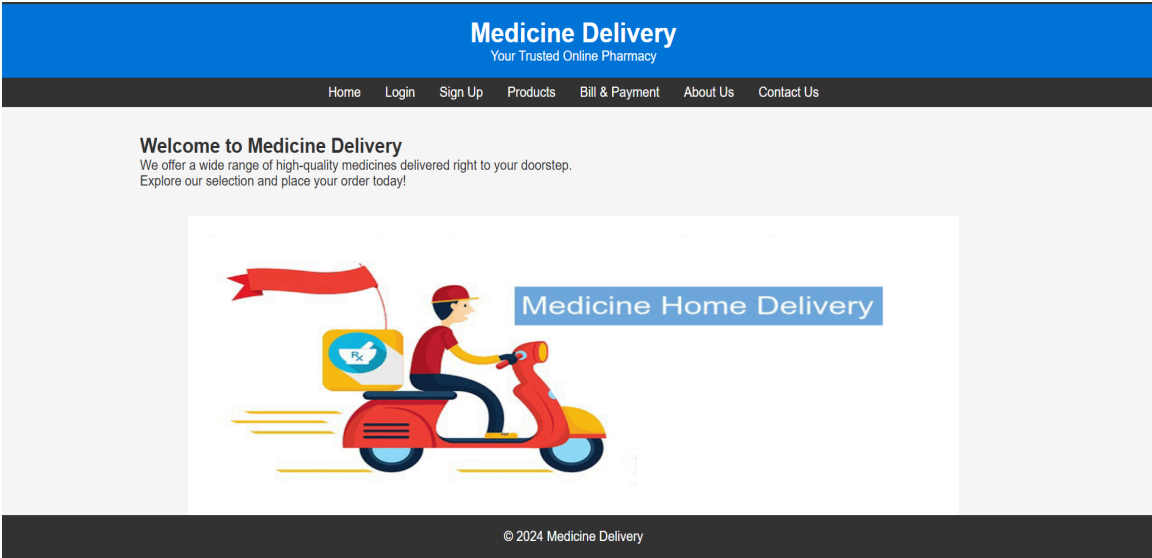 Medicine Delivery
Your Trusted Online Pharmacy
Home Login Sign Up Products Bill & Payment About Us Contact Us
Welcome to Medicine Delivery
We offer a wide range of high-quality medicines delivered right to your doorstep.
Explore our selection and place your order today!
Medicine Home Delivery
Rx
© 2024 Medicine Delivery